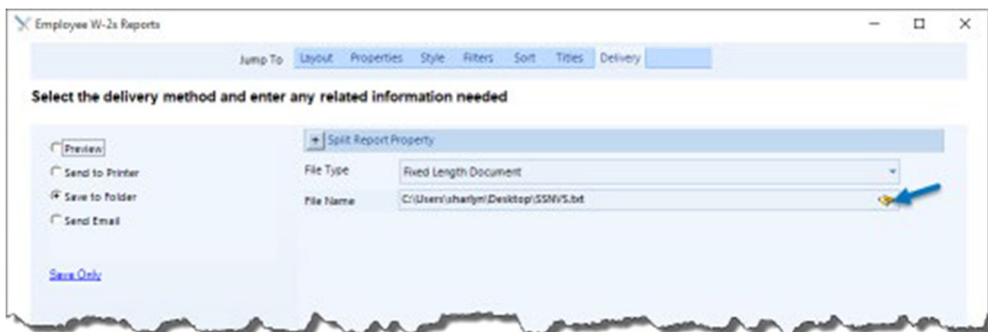 Employee W-2s Reports
Jump To Layout Properties Style Filters Sort Titles Delivery
Select the delivery method and enter any related information needed
Preview
Send to Printer
Save to Folder
Send Email
Save Only
+ Split Report Property
File Type Fixed Length Document
File Name C:\Users\sharlyn\Desktop\SSNVS.txt